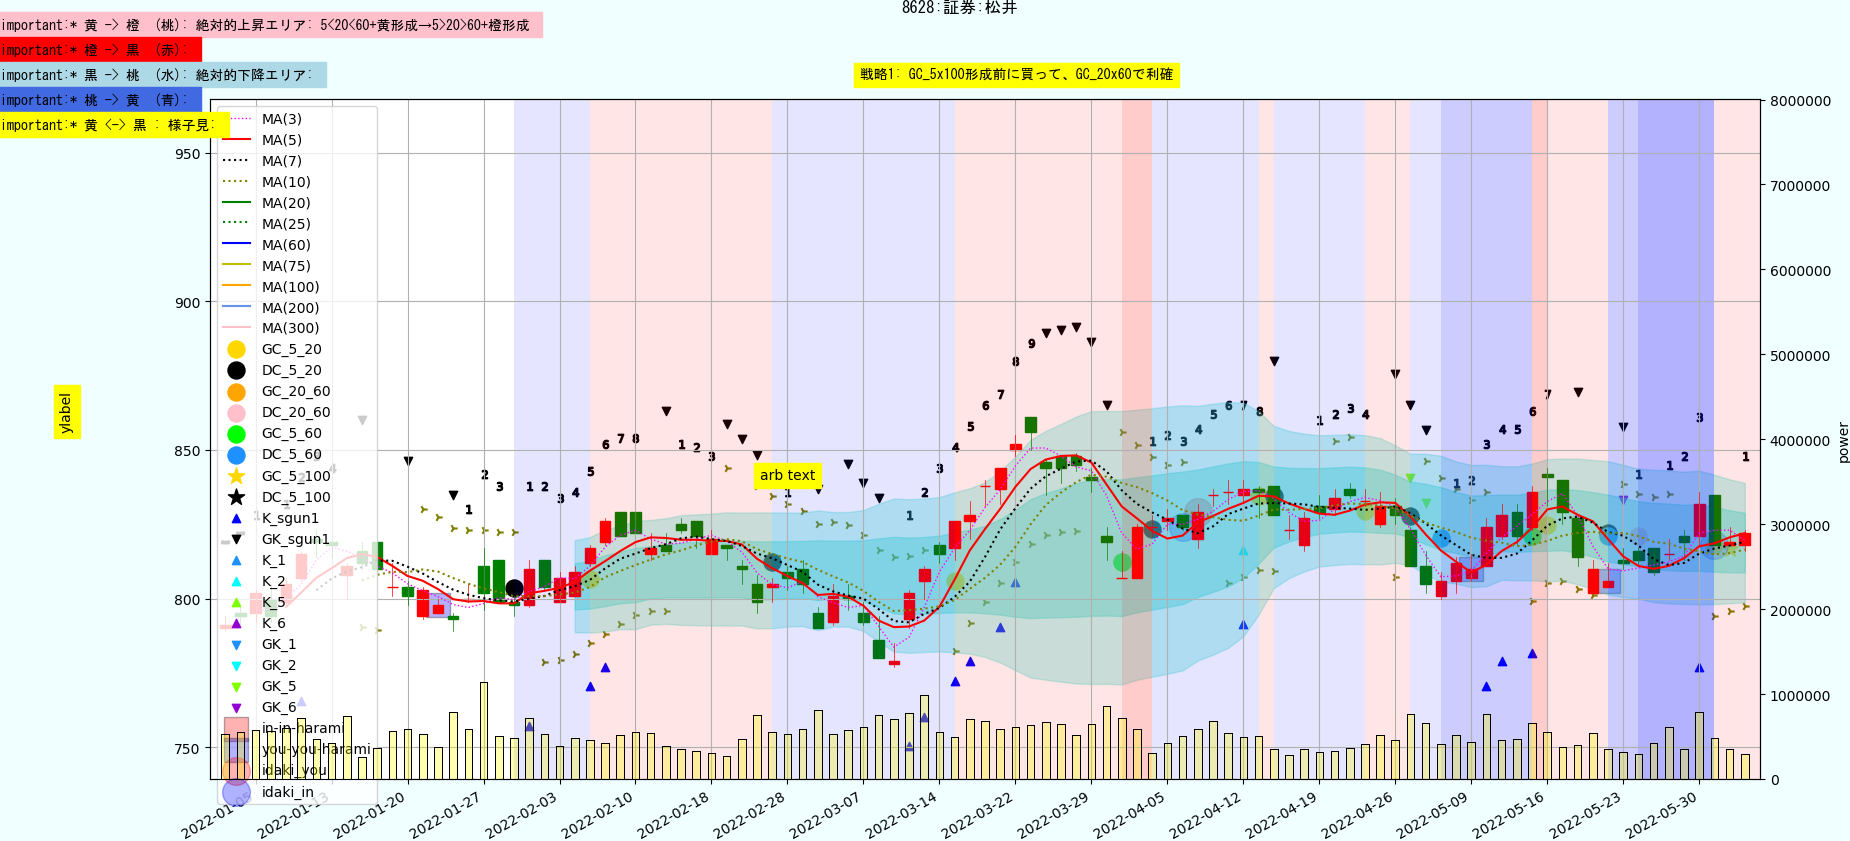 8628:証券:松井
important:* 黄 -> 橙 (桃): 絶対的上昇エリア: 5<20<60+黄形成→5>20>60+橙形成
important:* 橙 -> 黒 (赤):
important:* 黒 -> 桃 (水): 絶対的下降エリア:
important:* 桃 -> 黄 (青):
important:* 黄 <-> 黒 : 様子見:
戦略1: GC_5x100形成前に買って、GC_20x60で利確
MA(3)
MA(5)
MA(7)
MA(10)
MA(20)
MA(25)
MA(60)
MA(75)
MA(100)
MA(200)
MA(300)
GC_5_20
DC_5_20
GC_20_60
DC_20_60
GC_5_60
DC_5_60
GC_5_100
DC_5_100
K_sgun1
GK_sgun1
K_1
K_2
K_5
K_6
GK_1
GK_2
GK_5
GK_6
in-in-harami
you-you-harami
idaki_you
idaki_in
ylabel
950
900
850
800
750
arb text
8000000
7000000
6000000
5000000
4000000
3000000
2000000
1000000
0
power
2022-01-05
2022-01-13
2022-01-20
2022-01-27
2022-02-03
2022-02-10
2022-02-18
2022-02-28
2022-03-07
2022-03-14
2022-03-22
2022-03-29
2022-04-05
2022-04-12
2022-04-19
2022-04-26
2022-05-09
2022-05-16
2022-05-23
2022-05-30